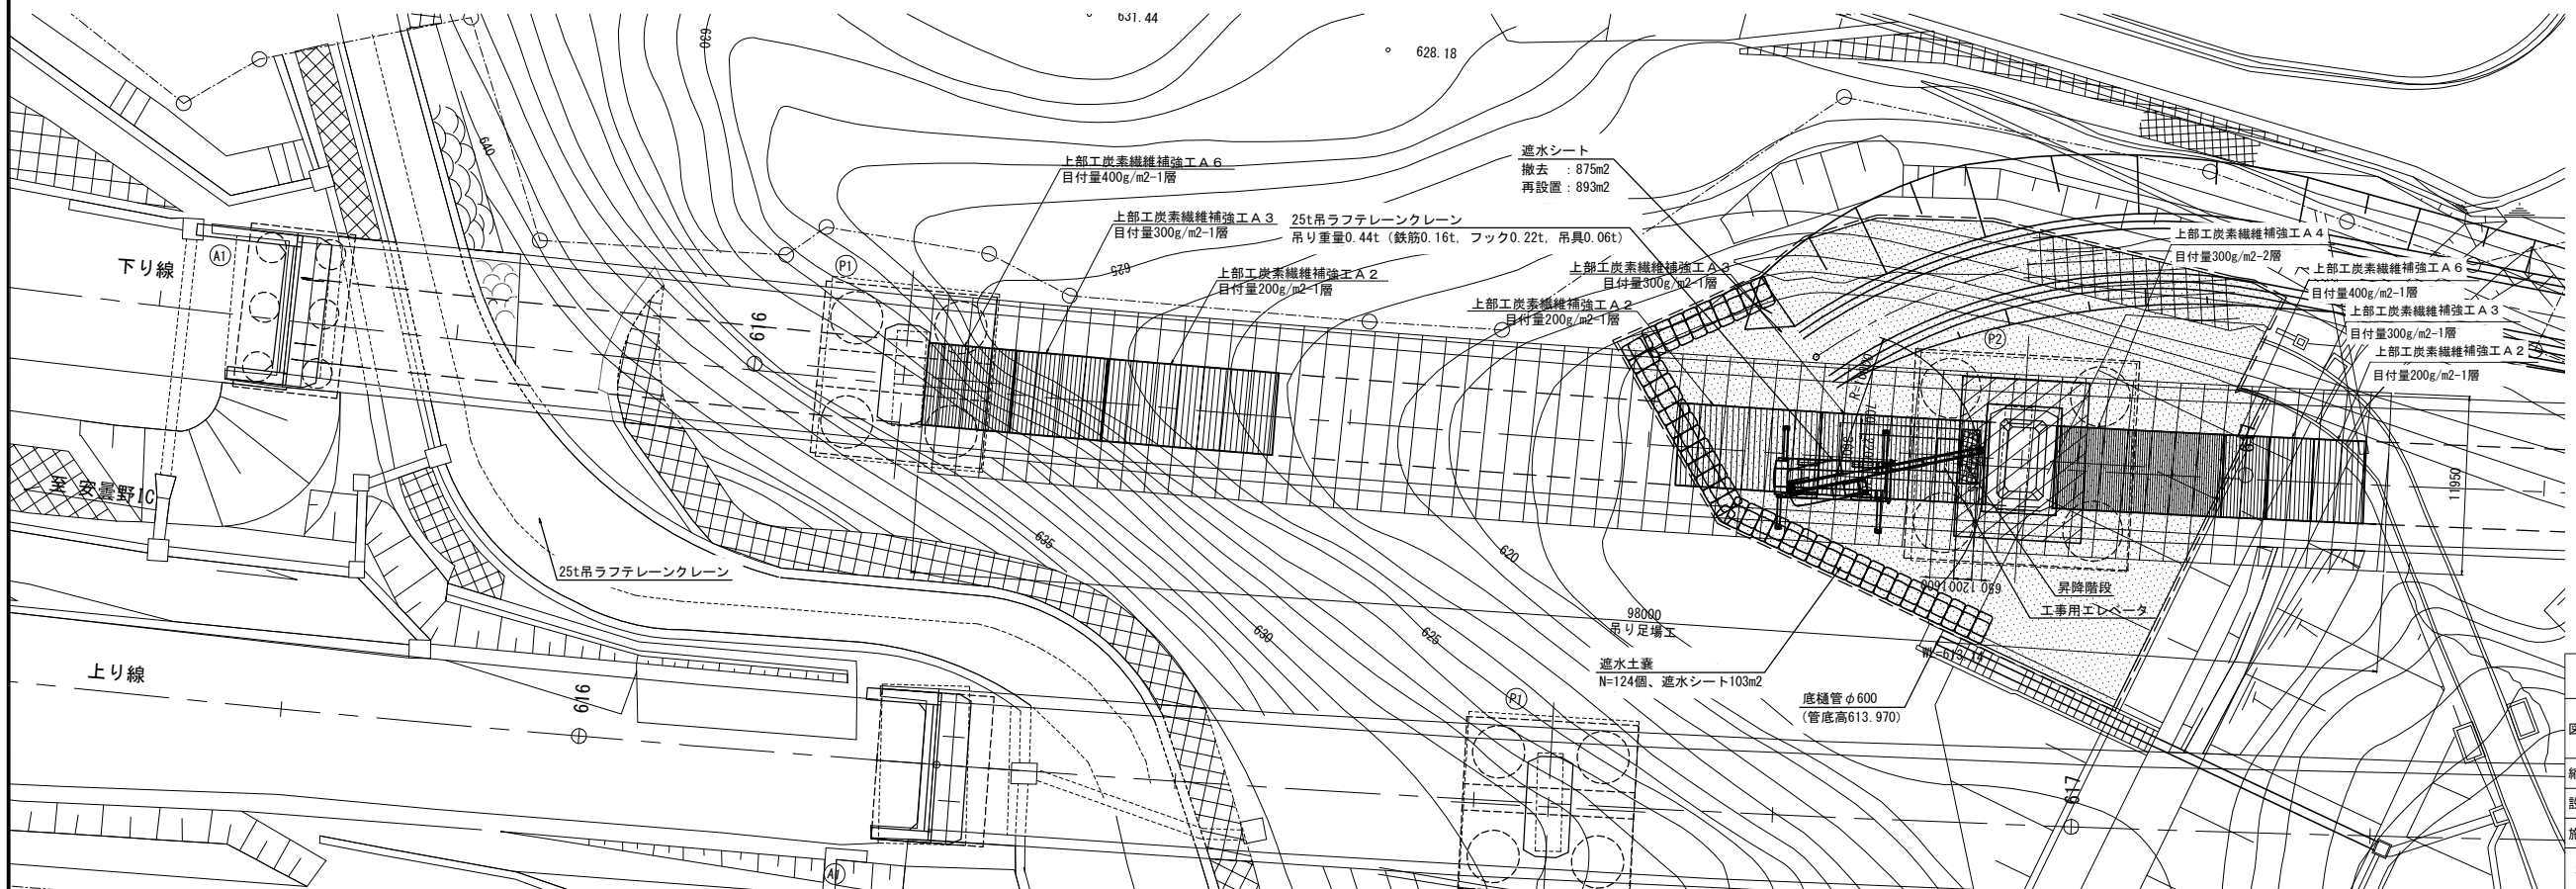 631.44
628.18
630
640
上部工炭素繊維補強工A6
目付量400g/m2-1層
遮水シート
撤去 :875m2
再設置:893m2
上部工炭素繊維補強工A3
目付量300g/m2-1層
25t吊ラフテレーンクレーン
吊り重量0.44t(鉄筋0.16t, フック0.22t, 吊具0.06t)
上部工炭素繊維補強工A4
目付量300g/m2-2層
A1
下り線
P1
625
上部工炭素繊維補強工A2
目付量200g/m2-1層
上部工炭素繊維補強工A3
目付量300g/m2-1層
上部工炭素繊維補強工A6
目付量400g/m2-1層
上部工炭素繊維補強工A2
目付量200g/m2-1層
上部工炭素繊維補強工A3
目付量300g/m2-1層
616
P2
上部工炭素繊維補強工A2
目付量200g/m2-1層
617
至 安曇野IC
11950
635
620
25t吊ラフテレーンクレーン
650 1200 1600
昇降階段
工事用エレベータ
98000
吊り足場工
630
625
上り線
遮水土嚢
N=124個、遮水シート103m2
底樋管φ600
(管底高613.970)
616
P1
617
A1